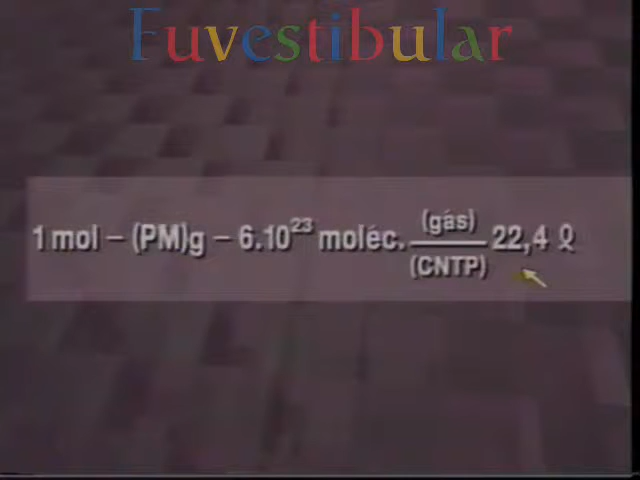 Fuvestibular
1 mol – (PM)g – 6.10²³ moléc. (gás) 22,4 ℓ
(CNTP)